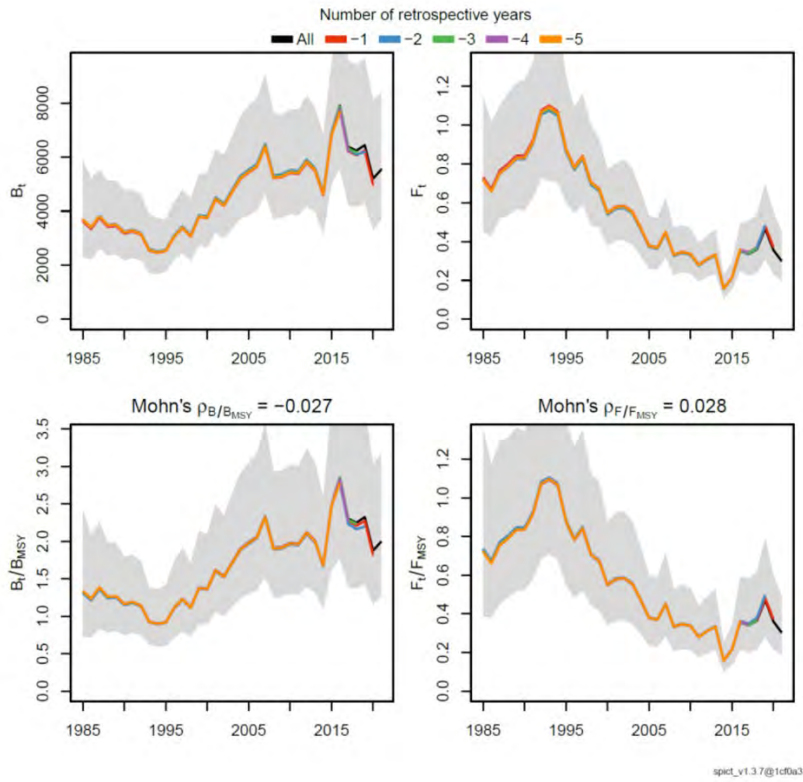 Number of retrospective years
All −1 −2 −3 −4 −5
8000
6000
4000
2000
0
Bt
1985 1995 2005 2015
1.2
1.0
0.8
0.6
0.4
0.2
0.0
Ft
1985 1995 2005 2015
Mohn's ρB/BMSY = −0.027
3.5
3.0
2.5
2.0
1.5
1.0
0.5
0.0
Bt/BMSY
1985 1995 2005 2015
Mohn's ρF/FMSY = 0.028
1.2
1.0
0.8
0.6
0.4
0.2
0.0
Ft/FMSY
1985 1995 2005 2015
spict_v1.3.7@1cf0a3